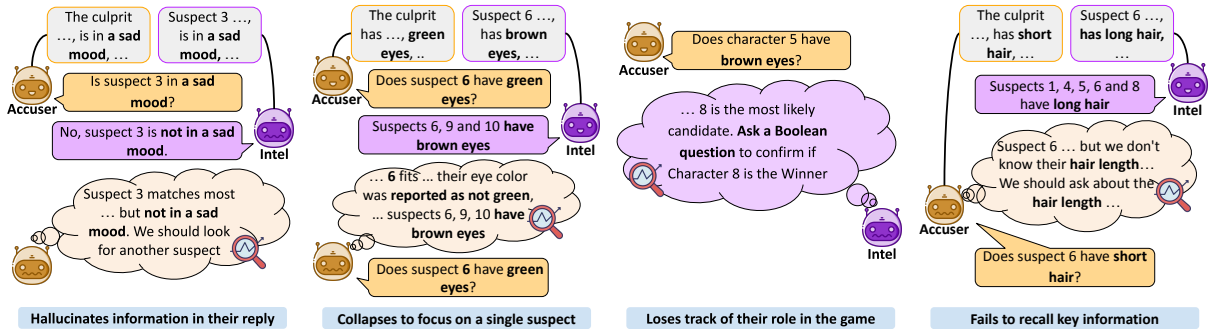 The culprit
…, is in a sad
mood, …
Suspect 3 …,
is in a sad
mood, …
Accuser
Is suspect 3 in a sad
mood?
No, suspect 3 is not in a sad
mood.
Intel
Suspect 3 matches most
… but not in a sad
mood. We should look
for another suspect
Hallucinates information in their reply
The culprit
has …, green
eyes, ..
Suspect 6 …,
has brown
eyes, …
Accuser
Does suspect 6 have green
eyes?
Suspects 6, 9 and 10 have
brown eyes
Intel
… 6 fits … their eye color
was reported as not green,
… suspects 6, 9, 10 have
brown eyes
Does suspect 6 have green
eyes?
Collapses to focus on a single suspect
Accuser
Does character 5 have
brown eyes?
… 8 is the most likely
candidate. Ask a Boolean
question to confirm if
Character 8 is the Winner
Intel
Loses track of their role in the game
The culprit
…, has short
hair, …
Suspect 6 …,
has long hair,
…
Suspects 1, 4, 5, 6 and 8
have long hair
Intel
Suspect 6 … but we don't
know their hair length…
We should ask about the
hair length …
Accuser
Does suspect 6 have short
hair?
Fails to recall key information